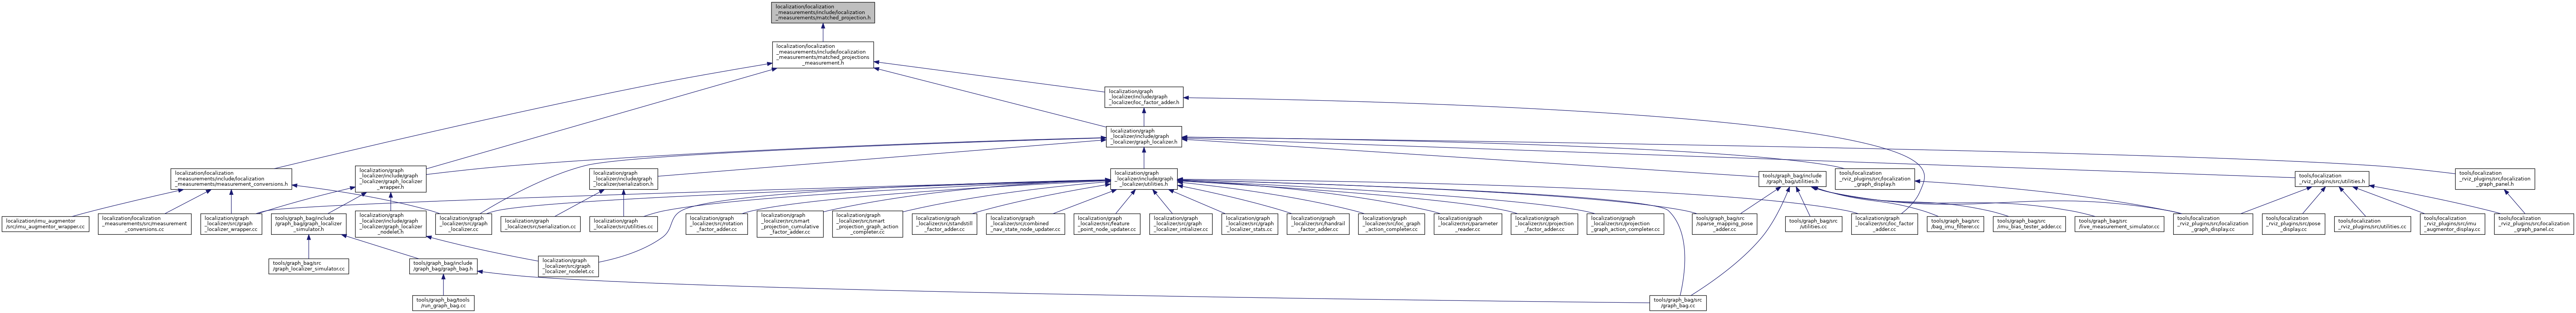 localization/localization
_measurements/include/localization
_measurements/matched_projection.h
localization/localization
_measurements/include/localization
_measurements/matched_projections
_measurement.h
localization/graph
_localizer/include/graph
_localizer/loc_factor_adder.h
localization/graph
_localizer/include/graph
_localizer/graph_localizer.h
localization/localization
_measurements/include/localization
_measurements/measurement_conversions.h
localization/graph
_localizer/include/graph
_localizer/graph_localizer
_wrapper.h
localization/graph
_localizer/include/graph
_localizer/serialization.h
localization/graph
_localizer/include/graph
_localizer/utilities.h
tools/graph_bag/include
/graph_bag/utilities.h
tools/localization
_rviz_plugins/src/localization
_graph_display.h
tools/localization
_rviz_plugins/src/utilities.h
tools/localization
_rviz_plugins/src/localization
_graph_panel.h
localization/imu_augmentor
/src/imu_augmentor_wrapper.cc
localization/localization
_measurements/src/measurement
_conversions.cc
localization/graph
_localizer/src/graph
_localizer_wrapper.cc
tools/graph_bag/include
/graph_bag/graph_localizer
_simulator.h
localization/graph
_localizer/include/graph
_localizer/graph_localizer
_nodelet.h
localization/graph
_localizer/src/graph
_localizer.cc
localization/graph
_localizer/src/serialization.cc
localization/graph
_localizer/src/utilities.cc
localization/graph
_localizer/src/rotation
_factor_adder.cc
localization/graph
_localizer/src/smart
_projection_cumulative
_factor_adder.cc
localization/graph
_localizer/src/smart
_projection_graph_action
_completer.cc
localization/graph
_localizer/src/standstill
_factor_adder.cc
localization/graph
_localizer/src/combined
_nav_state_node_updater.cc
localization/graph
_localizer/src/feature
_point_node_updater.cc
localization/graph
_localizer/src/graph
_localizer_intializer.cc
localization/graph
_localizer/src/graph
_localizer_stats.cc
localization/graph
_localizer/src/handrail
_factor_adder.cc
localization/graph
_localizer/src/loc_graph
_action_completer.cc
localization/graph
_localizer/src/parameter
_reader.cc
localization/graph
_localizer/src/projection
_factor_adder.cc
localization/graph
_localizer/src/projection
_graph_action_completer.cc
tools/graph_bag/src
/sparse_mapping_pose
_adder.cc
tools/graph_bag/src
/utilities.cc
localization/graph
_localizer/src/loc_factor
_adder.cc
tools/graph_bag/src
/bag_imu_filterer.cc
tools/graph_bag/src
/imu_bias_tester_adder.cc
tools/graph_bag/src
/live_measurement_simulator.cc
tools/localization
_rviz_plugins/src/localization
_graph_display.cc
tools/localization
_rviz_plugins/src/pose
_display.cc
tools/localization
_rviz_plugins/src/utilities.cc
tools/localization
_rviz_plugins/src/imu
_augmentor_display.cc
tools/localization
_rviz_plugins/src/localization
_graph_panel.cc
tools/graph_bag/src
/graph_localizer_simulator.cc
tools/graph_bag/include
/graph_bag/graph_bag.h
localization/graph
_localizer/src/graph
_localizer_nodelet.cc
tools/graph_bag/tools
/run_graph_bag.cc
tools/graph_bag/src
/graph_bag.cc